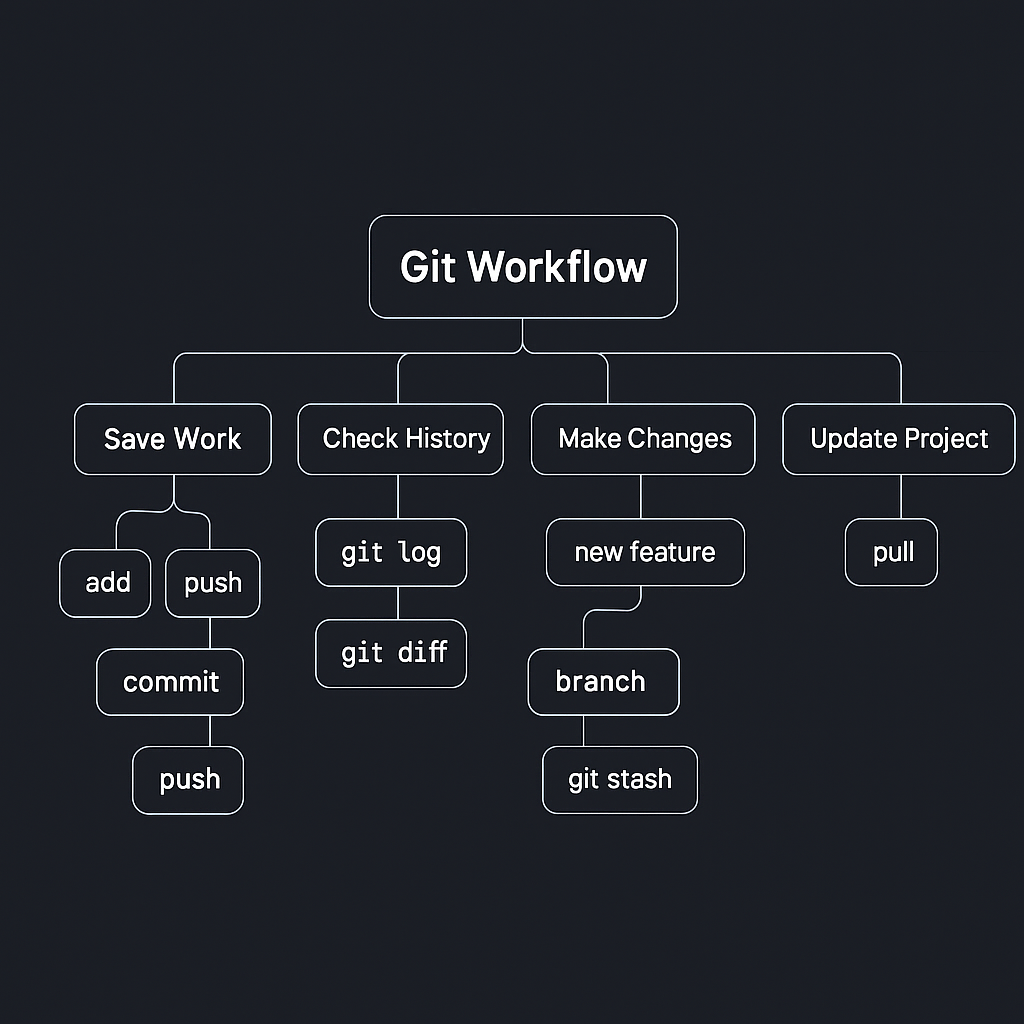 Git Workflow
Save Work
Check History
Make Changes
Update Project
add
push
commit
push
git log
git diff
new feature
branch
git stash
pull